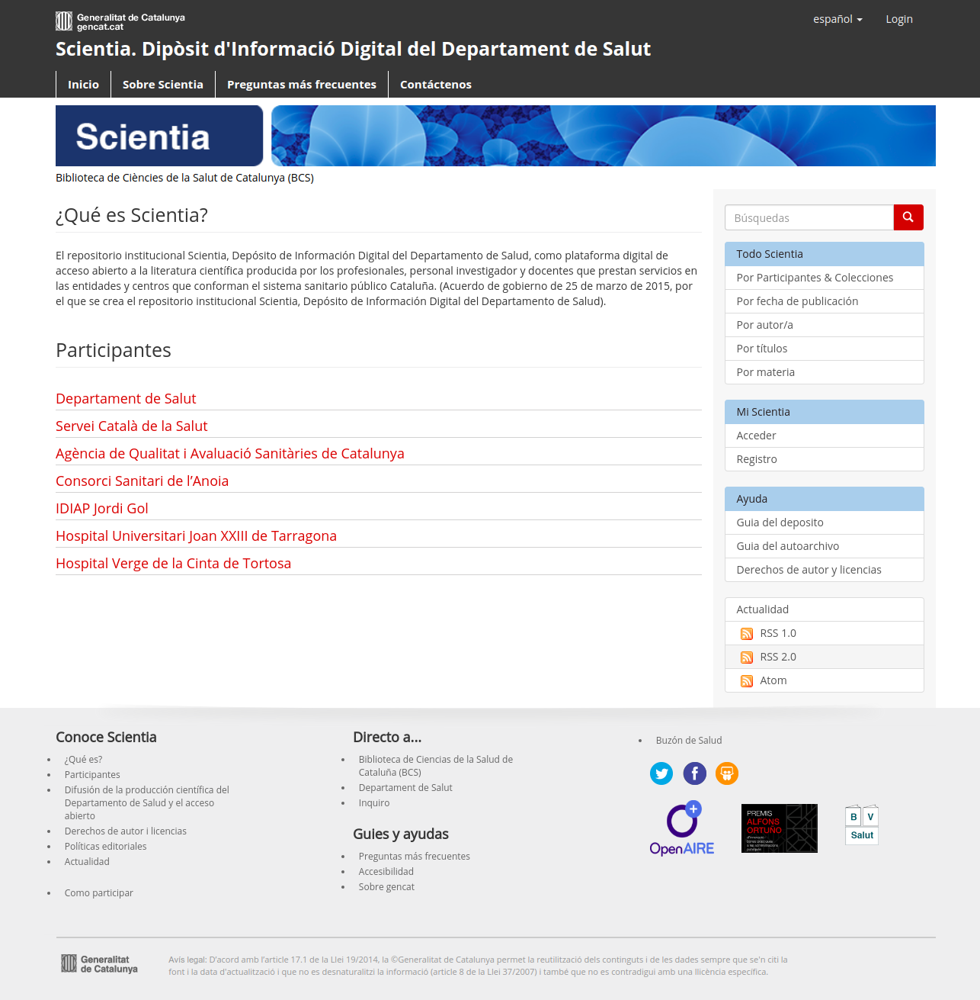 Generalitat de Catalunya
gencat.cat
español
Login
Scientia. Dipòsit d'Informació Digital del Departament de Salut
Inicio
Sobre Scientia
Preguntas más frecuentes
Contáctenos
Scientia
Biblioteca de Ciències de la Salut de Catalunya (BCS)
¿Qué es Scientia?
El repositorio institucional Scientia, Depósito de Información Digital del Departamento de Salud, como plataforma digital de
acceso abierto a la literatura científica producida por los profesionales, personal investigador y docentes que prestan servicios en
las entidades y centros que conforman el sistema sanitario público Cataluña. (Acuerdo de gobierno de 25 de marzo de 2015, por
el que se crea el repositorio institucional Scientia, Depósito de Información Digital del Departamento de Salud).
Participantes
Departament de Salut
Servei Català de la Salut
Agència de Qualitat i Avaluació Sanitàries de Catalunya
Consorci Sanitari de l’Anoia
IDIAP Jordi Gol
Hospital Universitari Joan XXIII de Tarragona
Hospital Verge de la Cinta de Tortosa
Búsquedas
Todo Scientia
Por Participantes & Colecciones
Por fecha de publicación
Por autor/a
Por títulos
Por materia
Mi Scientia
Acceder
Registro
Ayuda
Guia del deposito
Guia del autoarchivo
Derechos de autor y licencias
Actualidad
RSS 1.0
RSS 2.0
Atom
Conoce Scientia
¿Qué es?
Participantes
Difusión de la producción científica del
Departamento de Salud y el acceso
abierto
Derechos de autor i licencias
Políticas editoriales
Actualidad
Como participar
Directo a...
Biblioteca de Ciencias de la Salud de
Cataluña (BCS)
Departament de Salut
Inquiro
Guies y ayudas
Preguntas más frecuentes
Accesibilidad
Sobre gencat
Buzón de Salud
OpenAIRE
PREMIS
ALFONS
ORTUÑO
B V
Salut
Generalitat
de Catalunya
Avís legal: D’acord amb l’article 17.1 de la Llei 19/2014, la ©Generalitat de Catalunya permet la reutilització dels continguts i de les dades sempre que se'n citi la
font i la data d'actualització i que no es desnaturalitzi la informació (article 8 de la Llei 37/2007) i també que no es contradigui amb una llicència específica.